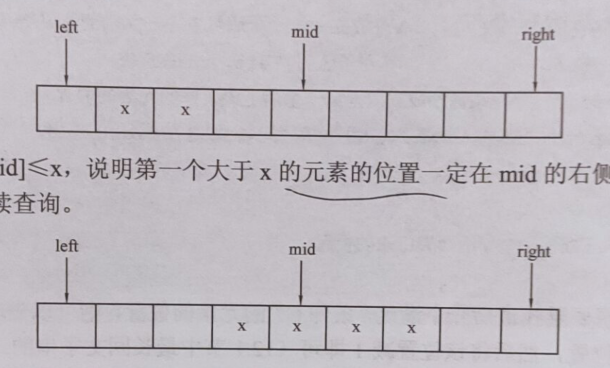 left mid right
x x
id]≤x，说明第一个大于 x 的元素的位置一定在 mid 的右侧
读查询。
left mid right
x x x x